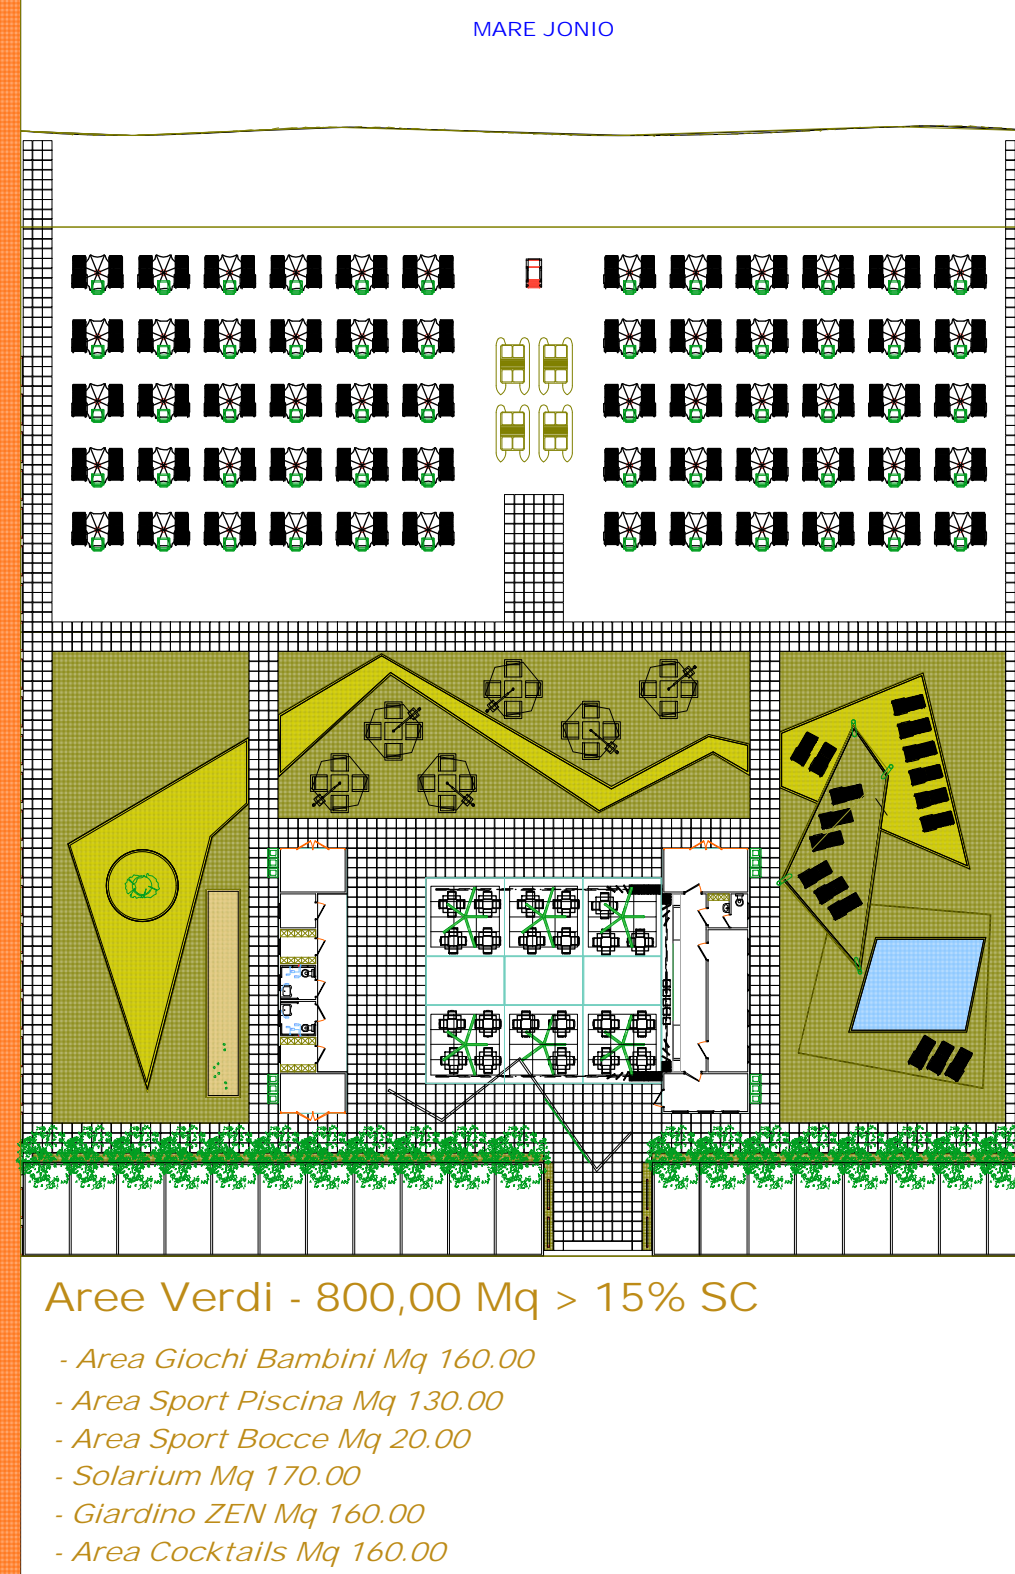 MARE JONIO
Aree Verdi - 800,00 Mq > 15% SC
- Area Giochi Bambini Mq 160.00
- Area Sport Piscina Mq 130.00
- Area Sport Bocce Mq 20.00
- Solarium Mq 170.00
- Giardino ZEN Mq 160.00
- Area Cocktails Mq 160.00